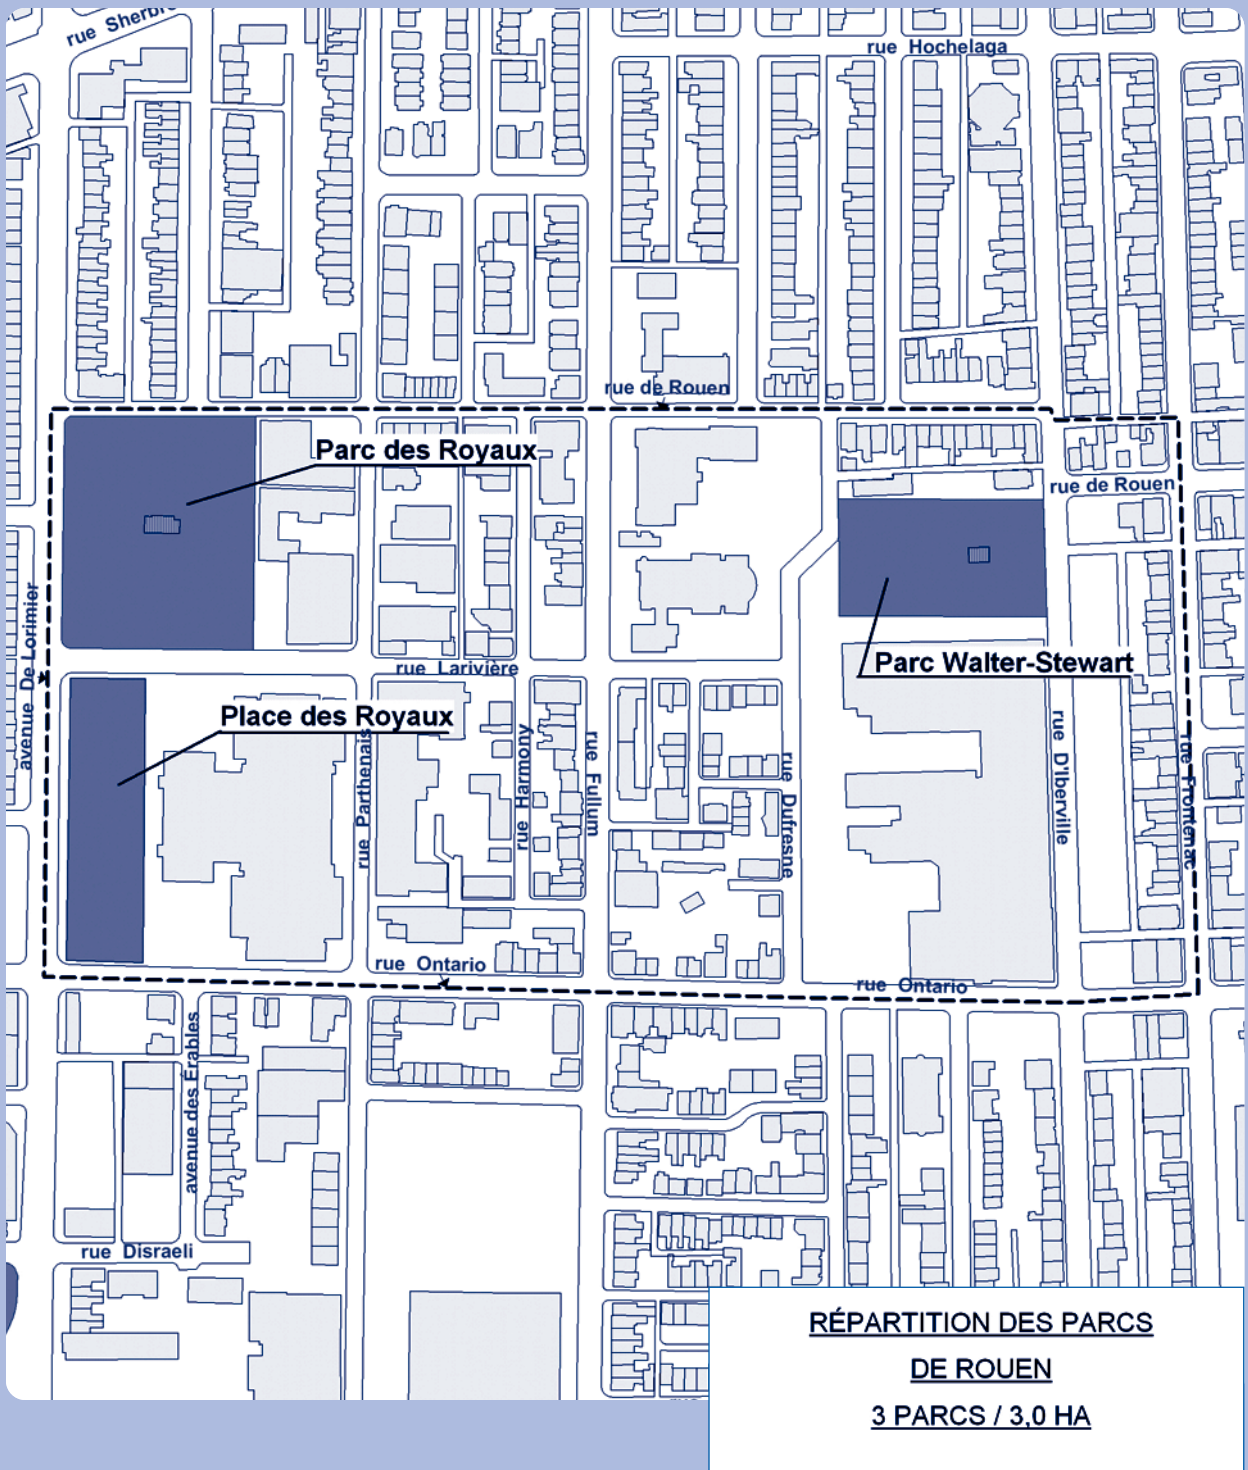 rue Sherbro
rue Hochelaga
rue de Rouen
Parc des Royaux
rue de Rouen
avenue De Lorimier
rue Larivière
Parc Walter-Stewart
Place des Royaux
rue Parthenais
rue Harmony
rue Fullum
rue Dufresne
rue D'Iberville
rue Frontenac
rue Ontario
rue Ontario
avenue des Érables
rue Disraeli
RÉPARTITION DES PARCS
DE ROUEN
3 PARCS / 3,0 HA